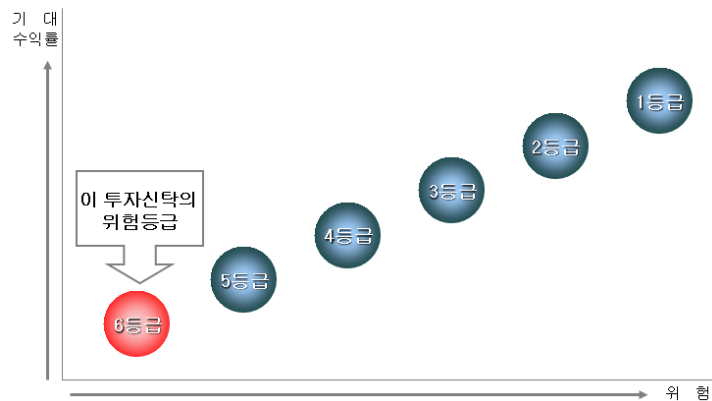 기 대
수익률
1등급
2등급
3등급
이 투자신탁의
위험등급
4등급
5등급
6등급
위 험